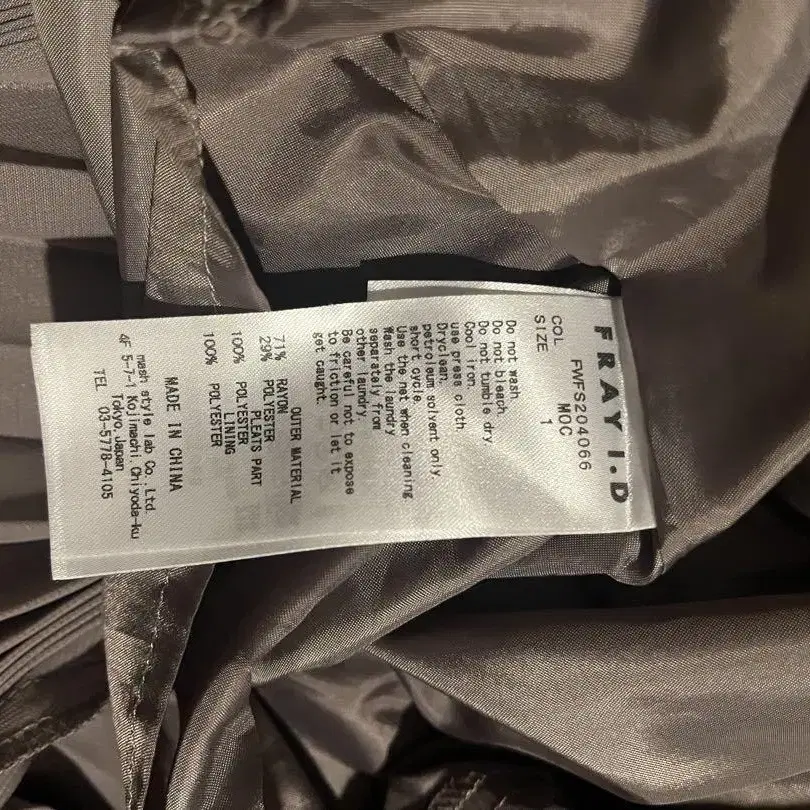 FRAY I.D
FWFS204066
COL MOC
SIZE 1
Do not wash
Do not bleach
Do not tumble dry
Cool iron,
use press cloth.
Dryclean,
petroleum solvent only,
short cycle.
Use the net when cleaning
Wash the laundry
separately from
other laundry.
Be careful not to expose
to friction or let it
get caught.
OUTER MATERIAL
71% RAYON
29% POLYESTER
PLEATS PART
100% POLYESTER
LINING
100% POLYESTER
MADE IN CHINA
mash style lab Co., Ltd.
4F 5-7-1 Kojimachi, Chiyoda-ku
Tokyo, Japan
TEL 03-5778-4105